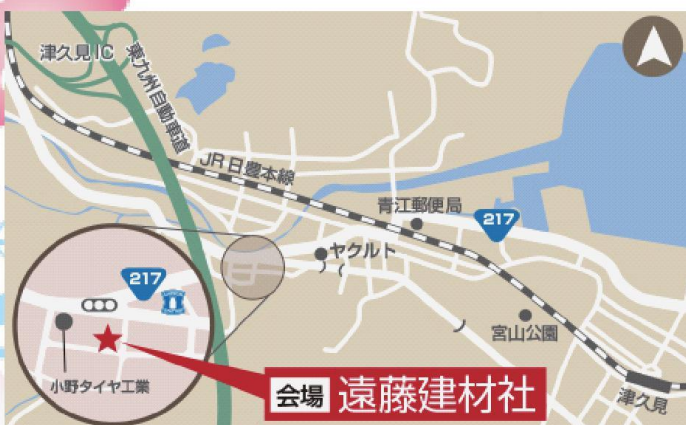 津久見IC
東九州自動車道
JR日豊本線
青江郵便局
217
ヤクルト
217
宮山公園
小野タイヤ工業
会場 遠藤建材社
津久見